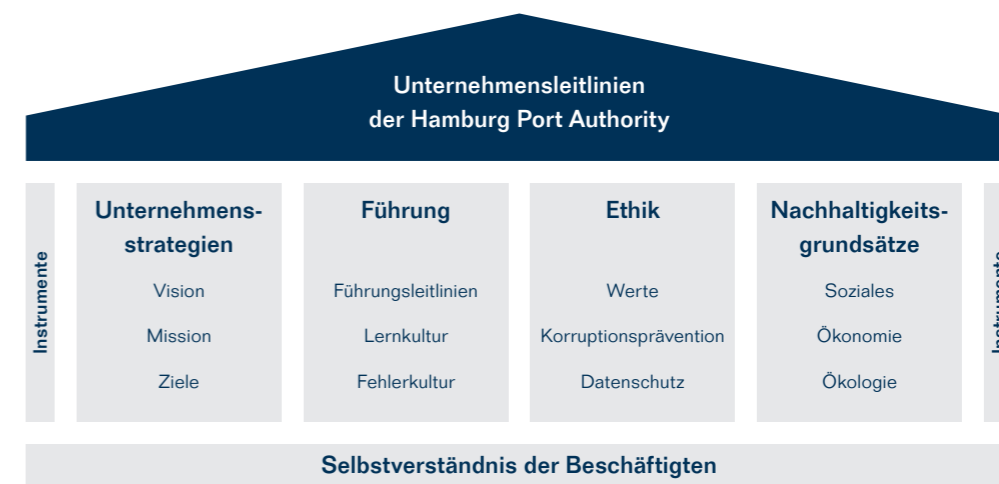 Unternehmensleitlinien
der Hamburg Port Authority
Instrumente
Unternehmens-
strategien
Vision
Mission
Ziele
Führung
Führungsleitlinien
Lernkultur
Fehlerkultur
Ethik
Werte
Korruptionsprävention
Datenschutz
Nachhaltigkeits-
grundsätze
Soziales
Ökonomie
Ökologie
Instrumente
Selbstverständnis der Beschäftigten